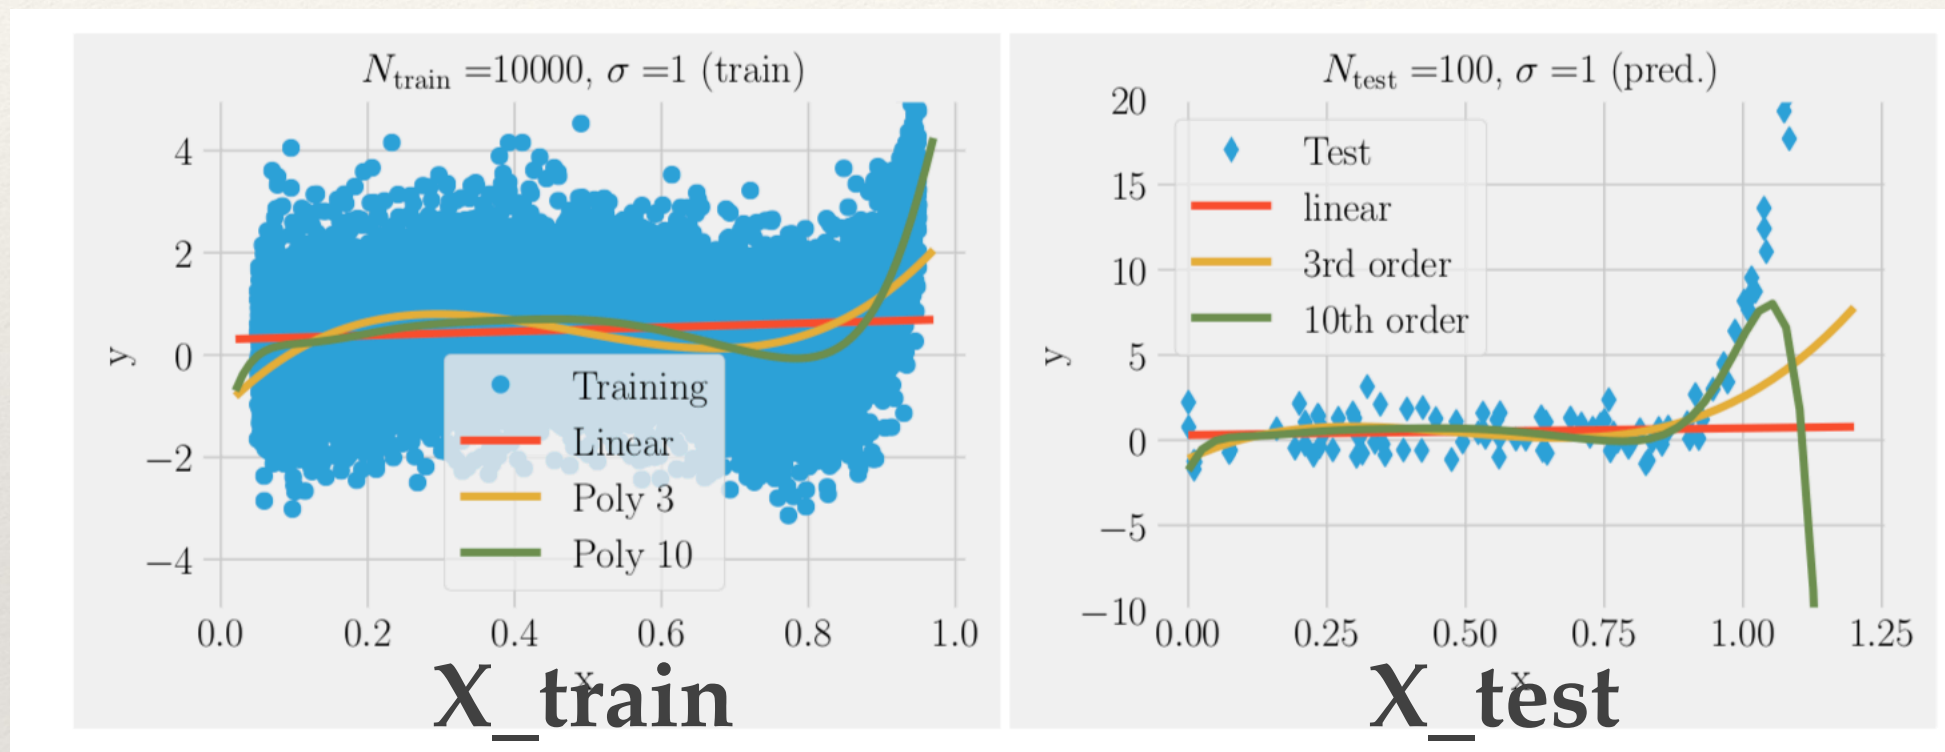 N_train =10000, σ =1 (train)
4
2
0
−2
−4
y
Training
Linear
Poly 3
Poly 10
0.0 0.2 0.4 0.6 0.8 1.0
x
X_train
N_test =100, σ =1 (pred.)
20
15
10
5
0
−5
−10
y
Test
linear
3rd order
10th order
0.00 0.25 0.50 0.75 1.00 1.25
x
X_test